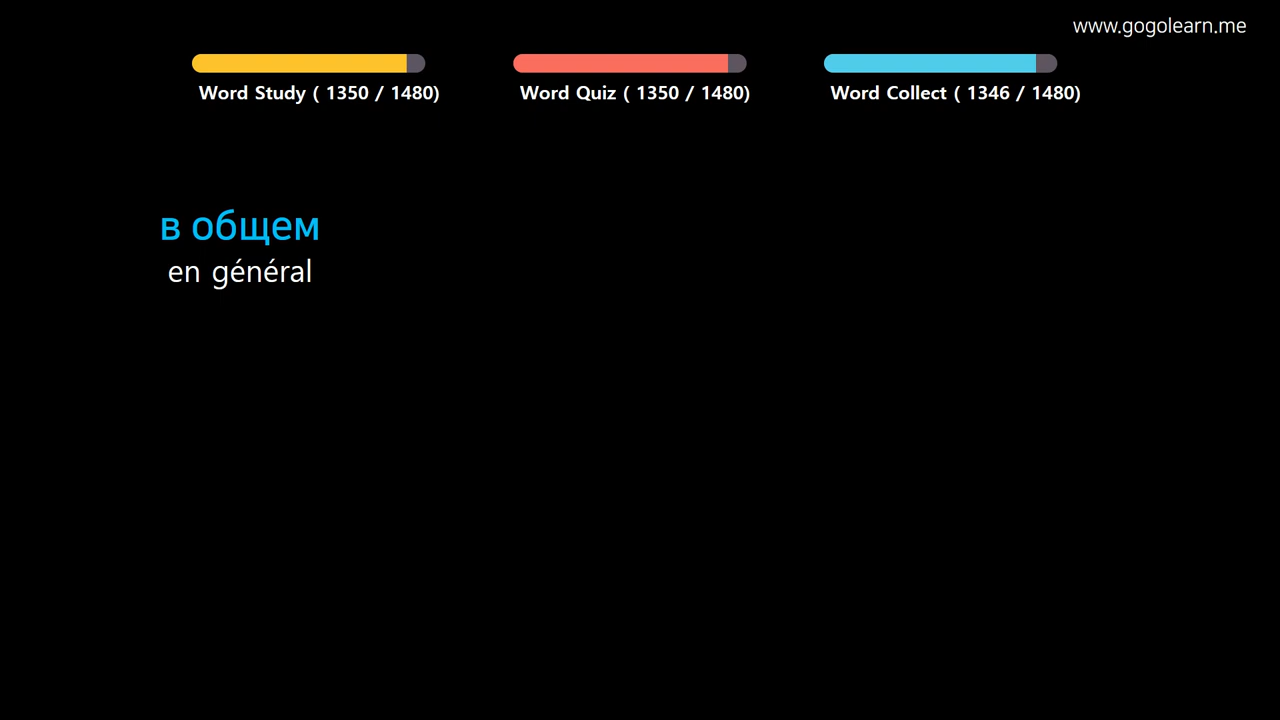 www.gogolearn.me
Word Study ( 1350 / 1480)
Word Quiz ( 1350 / 1480)
Word Collect ( 1346 / 1480)
в общем
en général